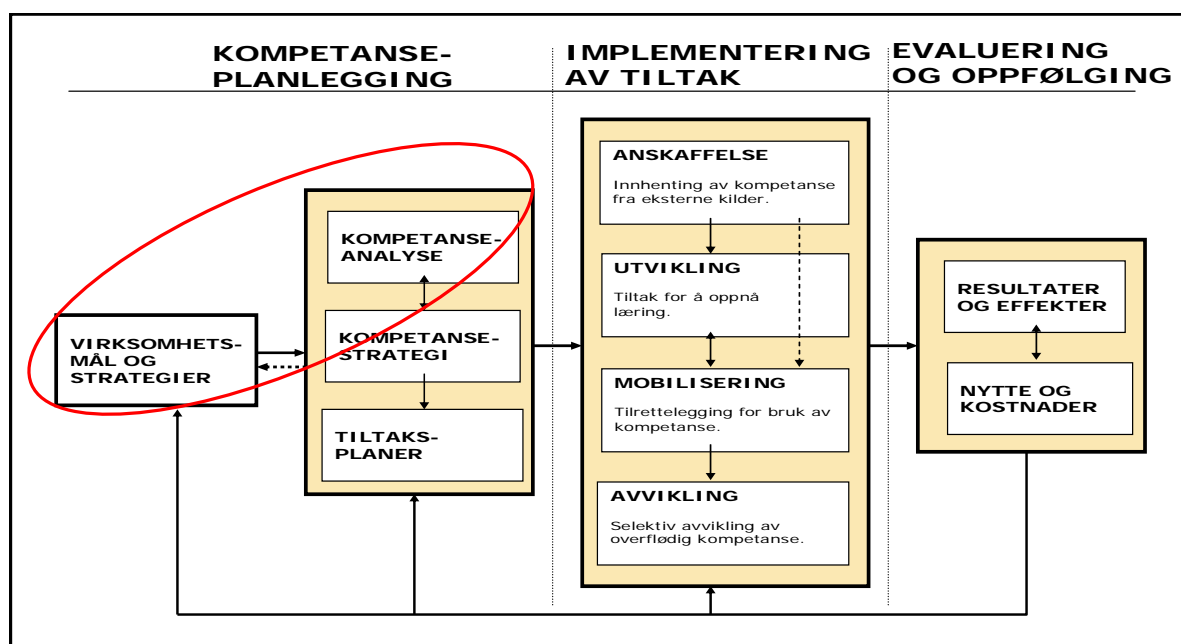 KOMPETANSE-
PLANLEGGING
IMPLEMENTERING
AV TILTAK
EVALUERING
OG OPPFØLGING
VIRKSOMHETS-
MÅL OG
STRATEGIER
KOMPETANSE-
ANALYSE
KOMPETANSE-
STRATEGI
TILTAKS-
PLANER
ANSKAFFELSE
Innhenting av kompetanse
fra eksterne kilder.
UTVIKLING
Tiltak for å oppnå
læring.
MOBILISERING
Tilrettelegging for bruk av
kompetanse.
AVVIKLING
Selektiv avvikling av
overflødig kompetanse.
RESULTATER
OG EFFEKTER
NYTTE OG
KOSTNADER